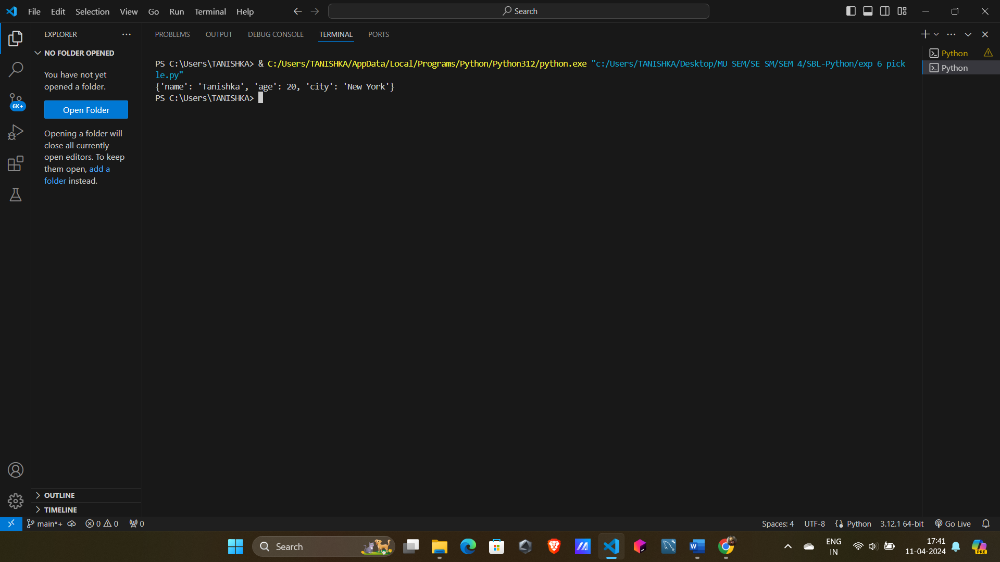 File Edit Selection View Go Run Terminal Help
Search
EXPLORER
NO FOLDER OPENED
You have not yet
opened a folder.
Open Folder
Opening a folder will
close all currently
open editors. To keep
them open, add a
folder instead.
6K+
OUTLINE
TIMELINE
PROBLEMS OUTPUT DEBUG CONSOLE TERMINAL PORTS
PS C:\Users\TANISHKA> & C:/Users/TANISHKA/AppData/Local/Programs/Python/Python312/python.exe "c:/Users/TANISHKA/Desktop/MU SEM/SE SM/SEM 4/SBL-Python/exp 6 pick
le.py"
{'name': 'Tanishka', 'age': 20, 'city': 'New York'}
PS C:\Users\TANISHKA>
Python
Python
main*+ 0 0 0
Spaces: 4 UTF-8 Python 3.12.1 64-bit Go Live
Search
W
ENG
IN
17:41
11-04-2024
PRE